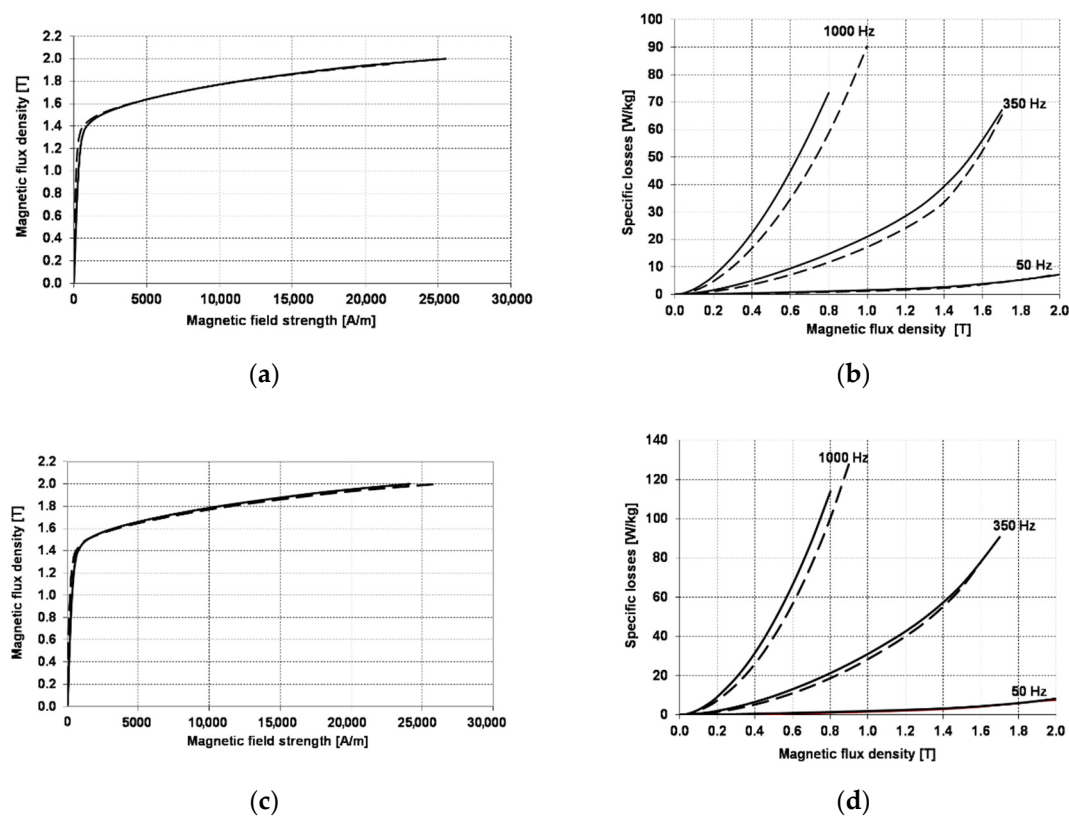 Magnetic flux density [T]
2.2
2.0
1.8
1.6
1.4
1.2
1.0
0.8
0.6
0.4
0.2
0.0
0 5000 10,000 15,000 20,000 25,000 30,000
Magnetic field strength [A/m]
(a)
Specific losses [W/kg]
100
90
80
70
60
50
40
30
20
10
0
1000 Hz
350 Hz
50 Hz
0.0 0.2 0.4 0.6 0.8 1.0 1.2 1.4 1.6 1.8 2.0
Magnetic flux density [T]
(b)
Magnetic flux density [T]
2.2
2.0
1.8
1.6
1.4
1.2
1.0
0.8
0.6
0.4
0.2
0.0
0 5000 10,000 15,000 20,000 25,000 30,000
Magnetic field strength [A/m]
(c)
Specific losses [W/kg]
140
120
100
80
60
40
20
0
1000 Hz
350 Hz
50 Hz
0.0 0.2 0.4 0.6 0.8 1.0 1.2 1.4 1.6 1.8 2.0
Magnetic flux density [T]
(d)